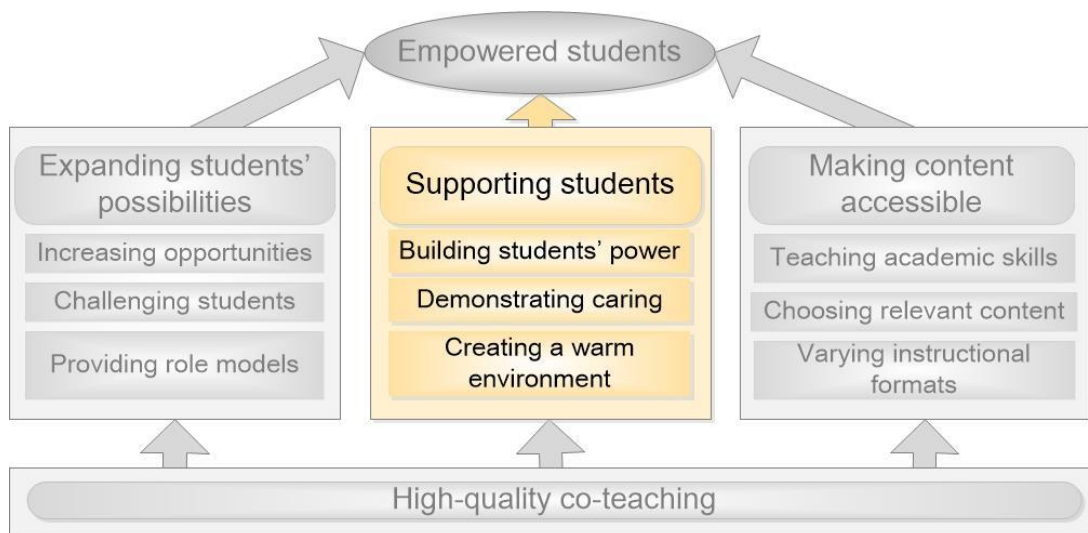 Empowered students
Expanding students’
possibilities
Increasing opportunities
Challenging students
Providing role models
Supporting students
Building students’ power
Demonstrating caring
Creating a warm
environment
Making content
accessible
Teaching academic skills
Choosing relevant content
Varying instructional
formats
High-quality co-teaching